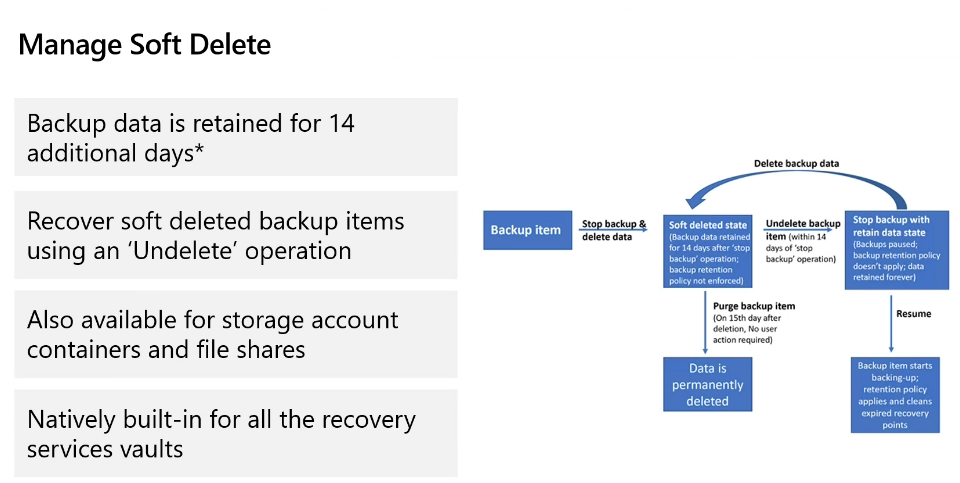 Manage Soft Delete
Backup data is retained for 14
additional days*
Recover soft deleted backup items
using an ‘Undelete’ operation
Also available for storage account
containers and file shares
Natively built-in for all the recovery
services vaults
Delete backup data
Backup item
Stop backup &
delete data
Soft deleted state
(Backup data retained
for 14 days after ‘stop
backup’ operation;
backup retention
policy not enforced)
Undelete backup
item (within 14
days of ‘stop
backup’ operation)
Stop backup with
retain data state
(Backups paused;
backup retention policy
doesn’t apply; data
retained forever)
Purge backup item
(On 15th day after
deletion, No user
action required)
Resume
Data is
permanently
deleted
Backup item starts
backing-up;
retention policy
applies and cleans
expired recovery
points